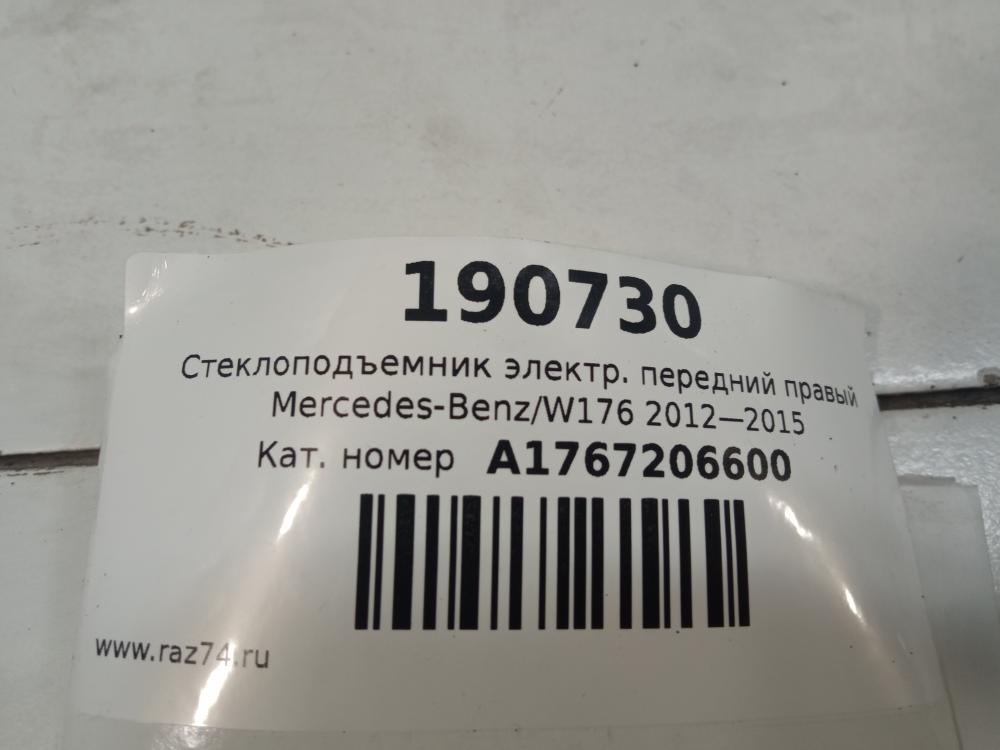 190730
Стеклоподъемник электр. передний правый
Mercedes-Benz/W176 2012—2015
Кат. номер A1767206600
www.raz74.ru